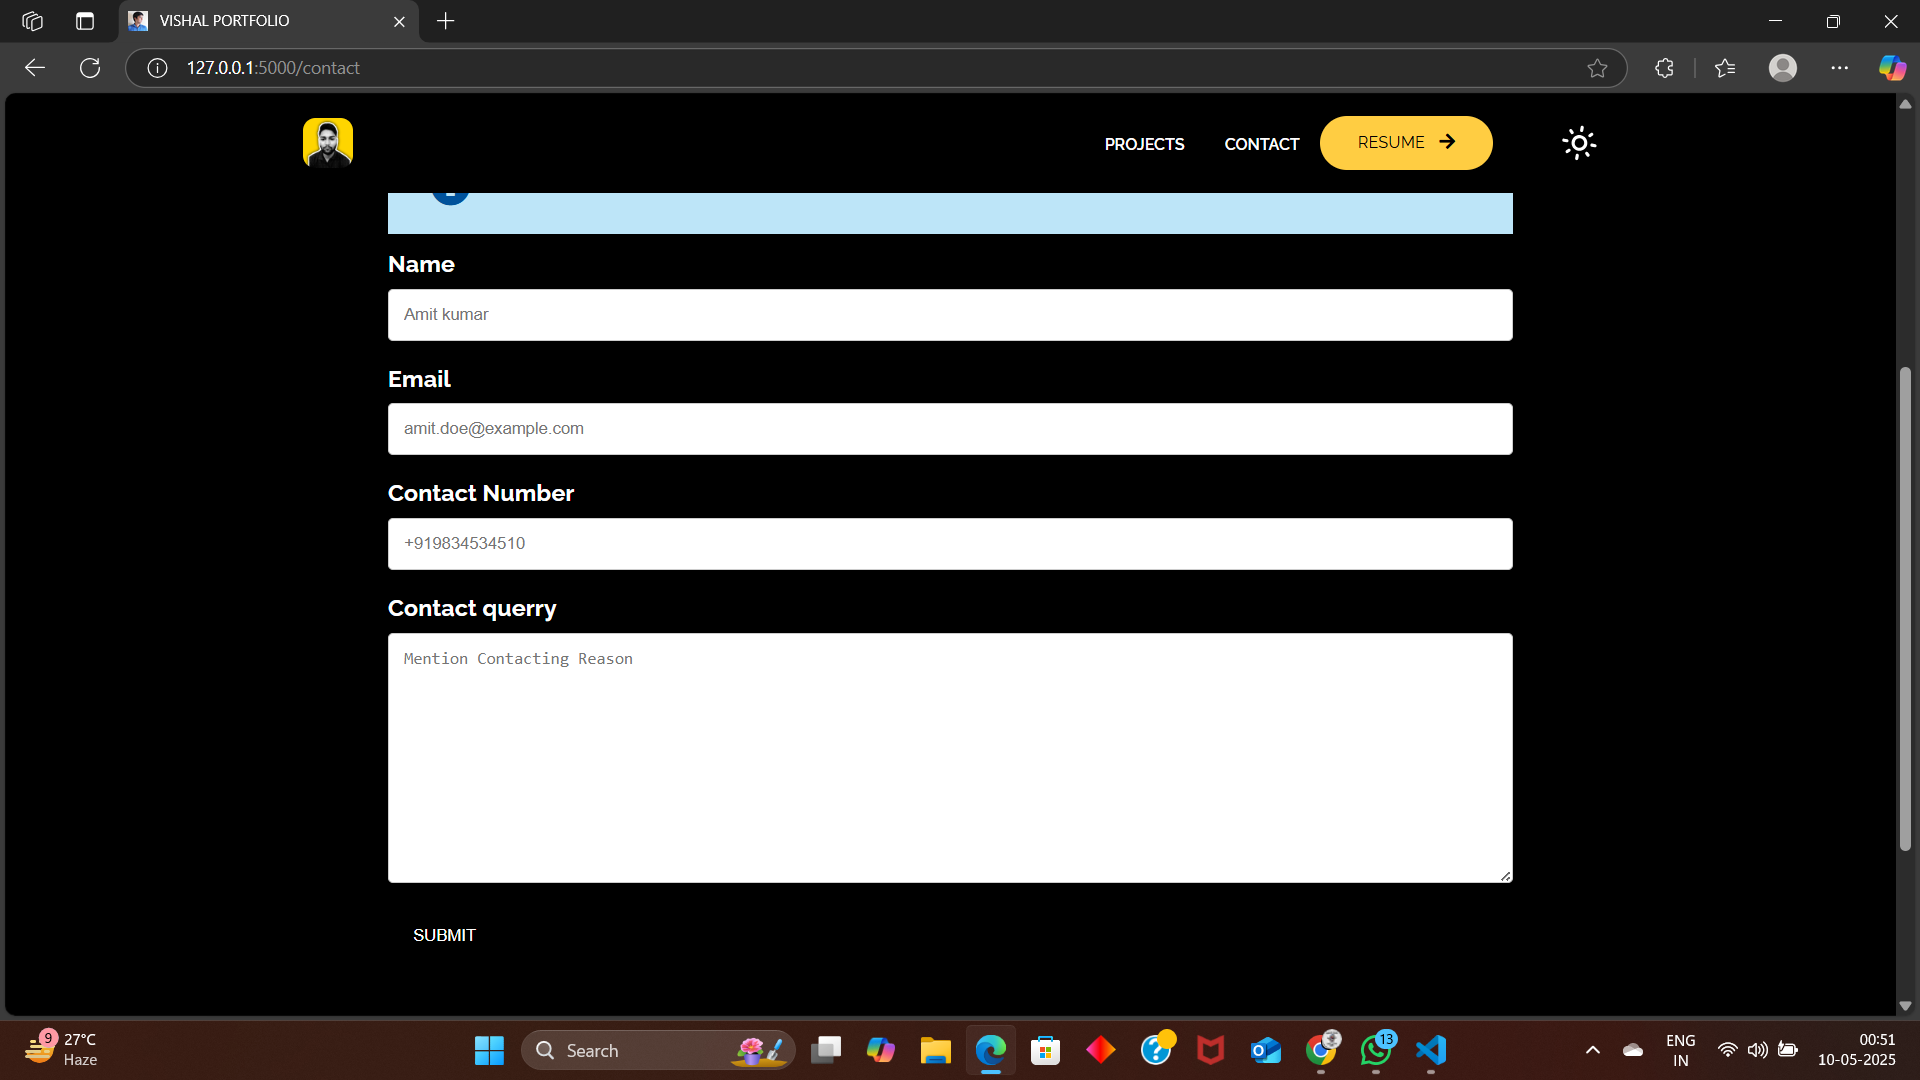 VISHAL PORTFOLIO
127.0.0.1:5000/contact
PROJECTS
CONTACT
RESUME
Name
Amit kumar
Email
amit.doe@example.com
Contact Number
+919834534510
Contact querry
Mention Contacting Reason
SUBMIT
9
27°C
Haze
Search
13
ENG
IN
00:51
10-05-2025